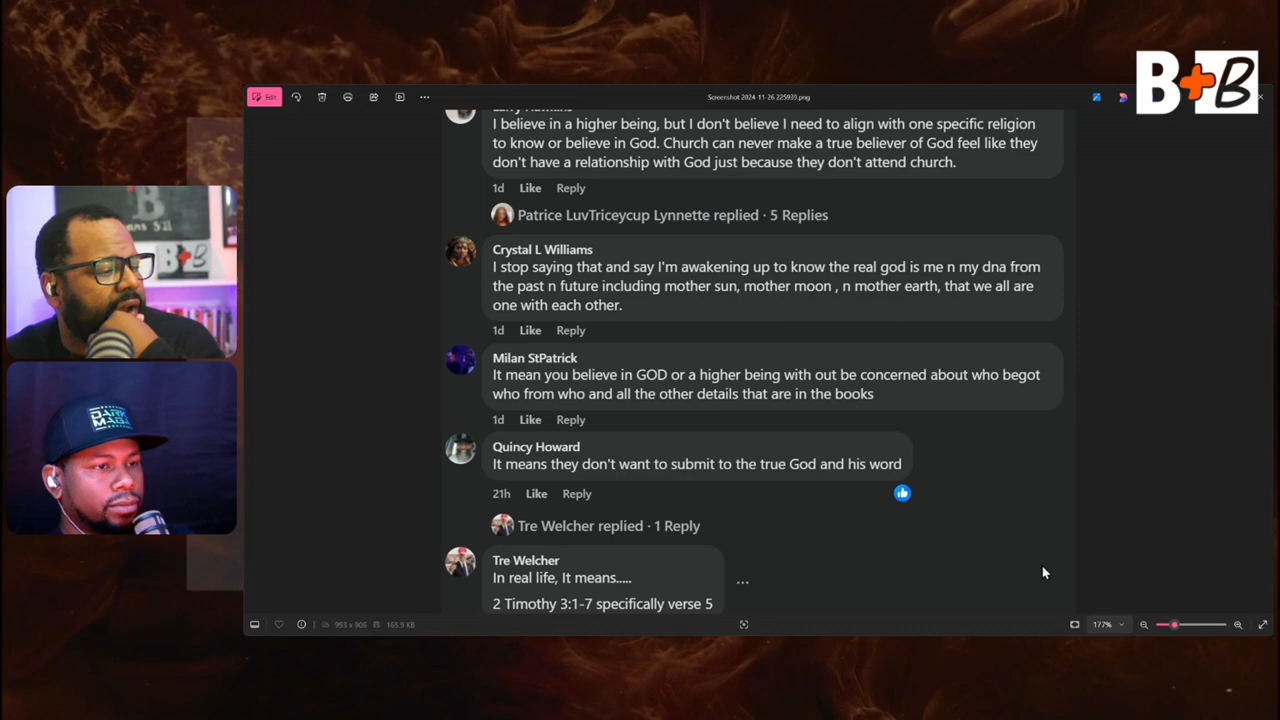 B+B
Edit
Screenshot 2024-11-26 225939.png
I believe in a higher being, but I don't believe I need to align with one specific religion
to know or believe in God. Church can never make a true believer of God feel like they
don't have a relationship with God just because they don't attend church.
1d Like Reply
Patrice LuvTriceycup Lynnette replied · 5 Replies
Crystal L Williams
I stop saying that and say I'm awakening up to know the real god is me n my dna from
the past n future including mother sun, mother moon , n mother earth, that we all are
one with each other.
1d Like Reply
Milan StPatrick
It mean you believe in GOD or a higher being with out be concerned about who begot
who from who and all the other details that are in the books
1d Like Reply
Quincy Howard
It means they don't want to submit to the true God and his word
21h Like Reply
Tre Welcher replied · 1 Reply
Tre Welcher
In real life, It means.....
2 Timothy 3:1-7 specifically verse 5
993 x 906 165.9 KB
177%
B
B+B
DARK
MAGA